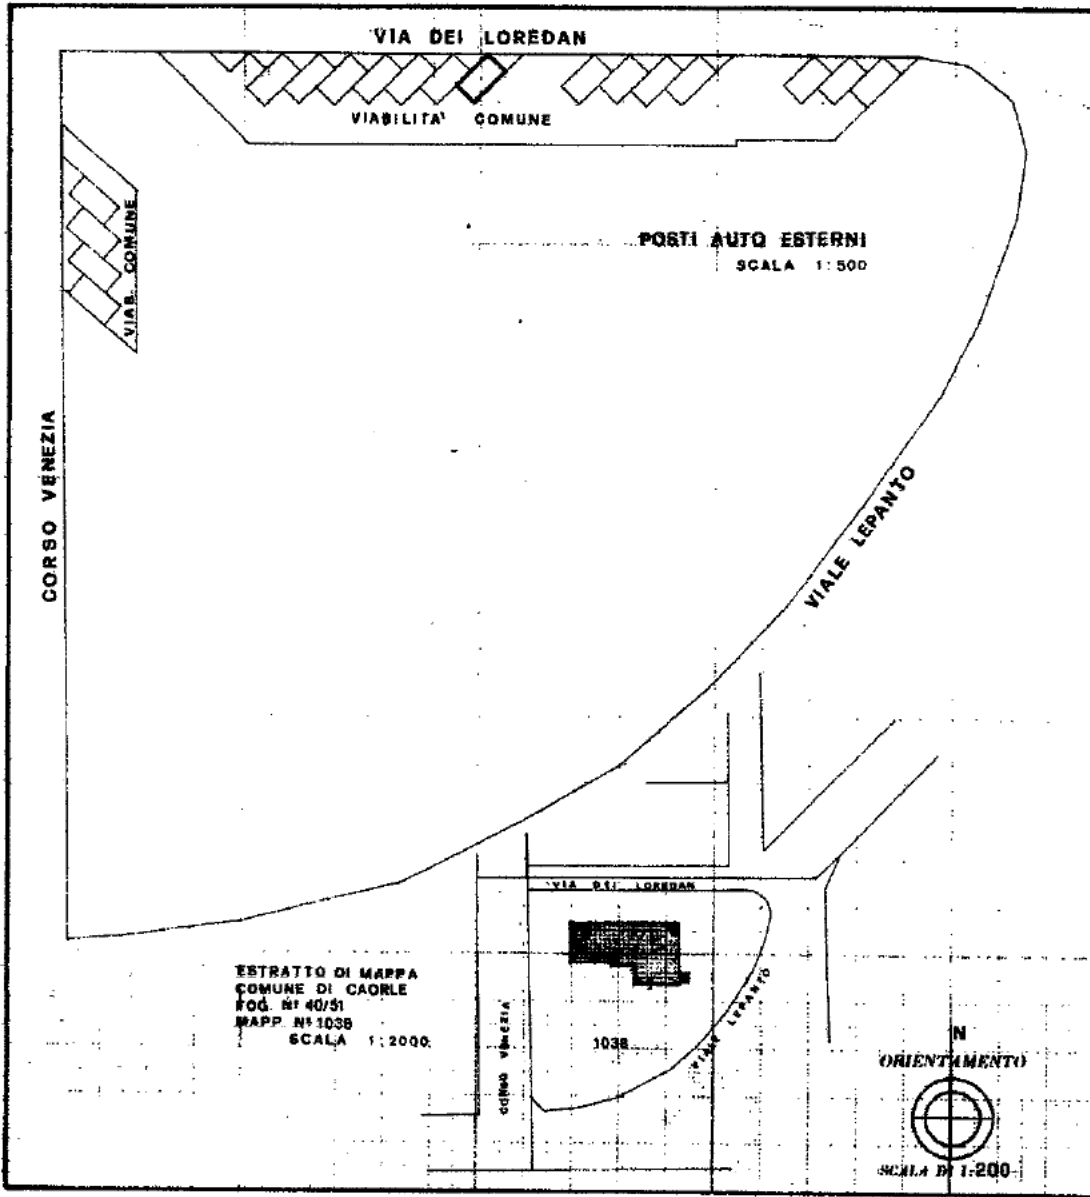 VIA DEI LOREDAN
VIABILITA' COMUNE
VIAB. COMUNE
POSTI AUTO ESTERNI
SCALA 1:500
CORSO VENEZIA
VIALE LEPANTO
VIA DEI LOREDAN
ESTRATTO DI MAPPA
COMUNE DI CAORLE
FOG. N° 40/51
MAPP. N° 1038
SCALA 1:2000
CORSO VENEZIA
1038
VIALE LEPANTO
N
ORIENTAMENTO
SCALA DI 1:200